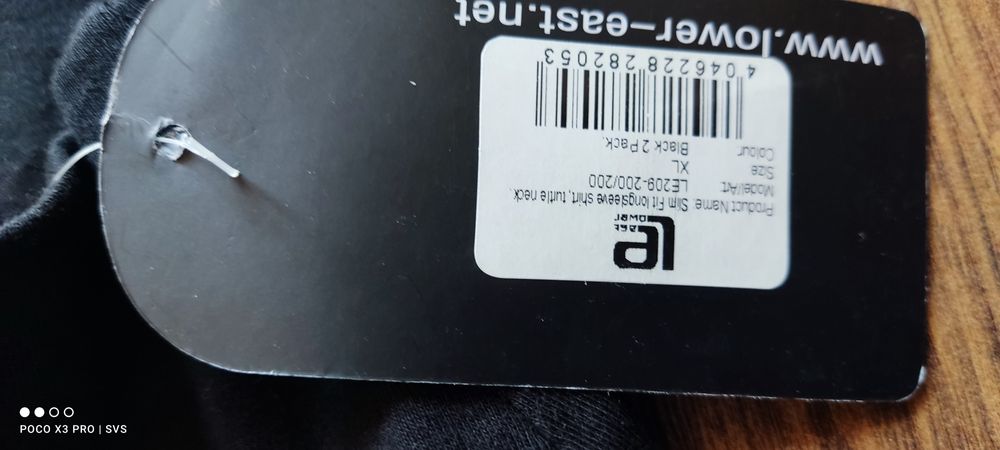 LE
LOWER
EAST
Product Name: Slim Fit longsleeve shirt, turtle neck.
Model/Art. LE209-200/200
Size XL
Colour Black 2 Pack.
4 046228 282053
www.lower-east.net
POCO X3 PRO | SVS